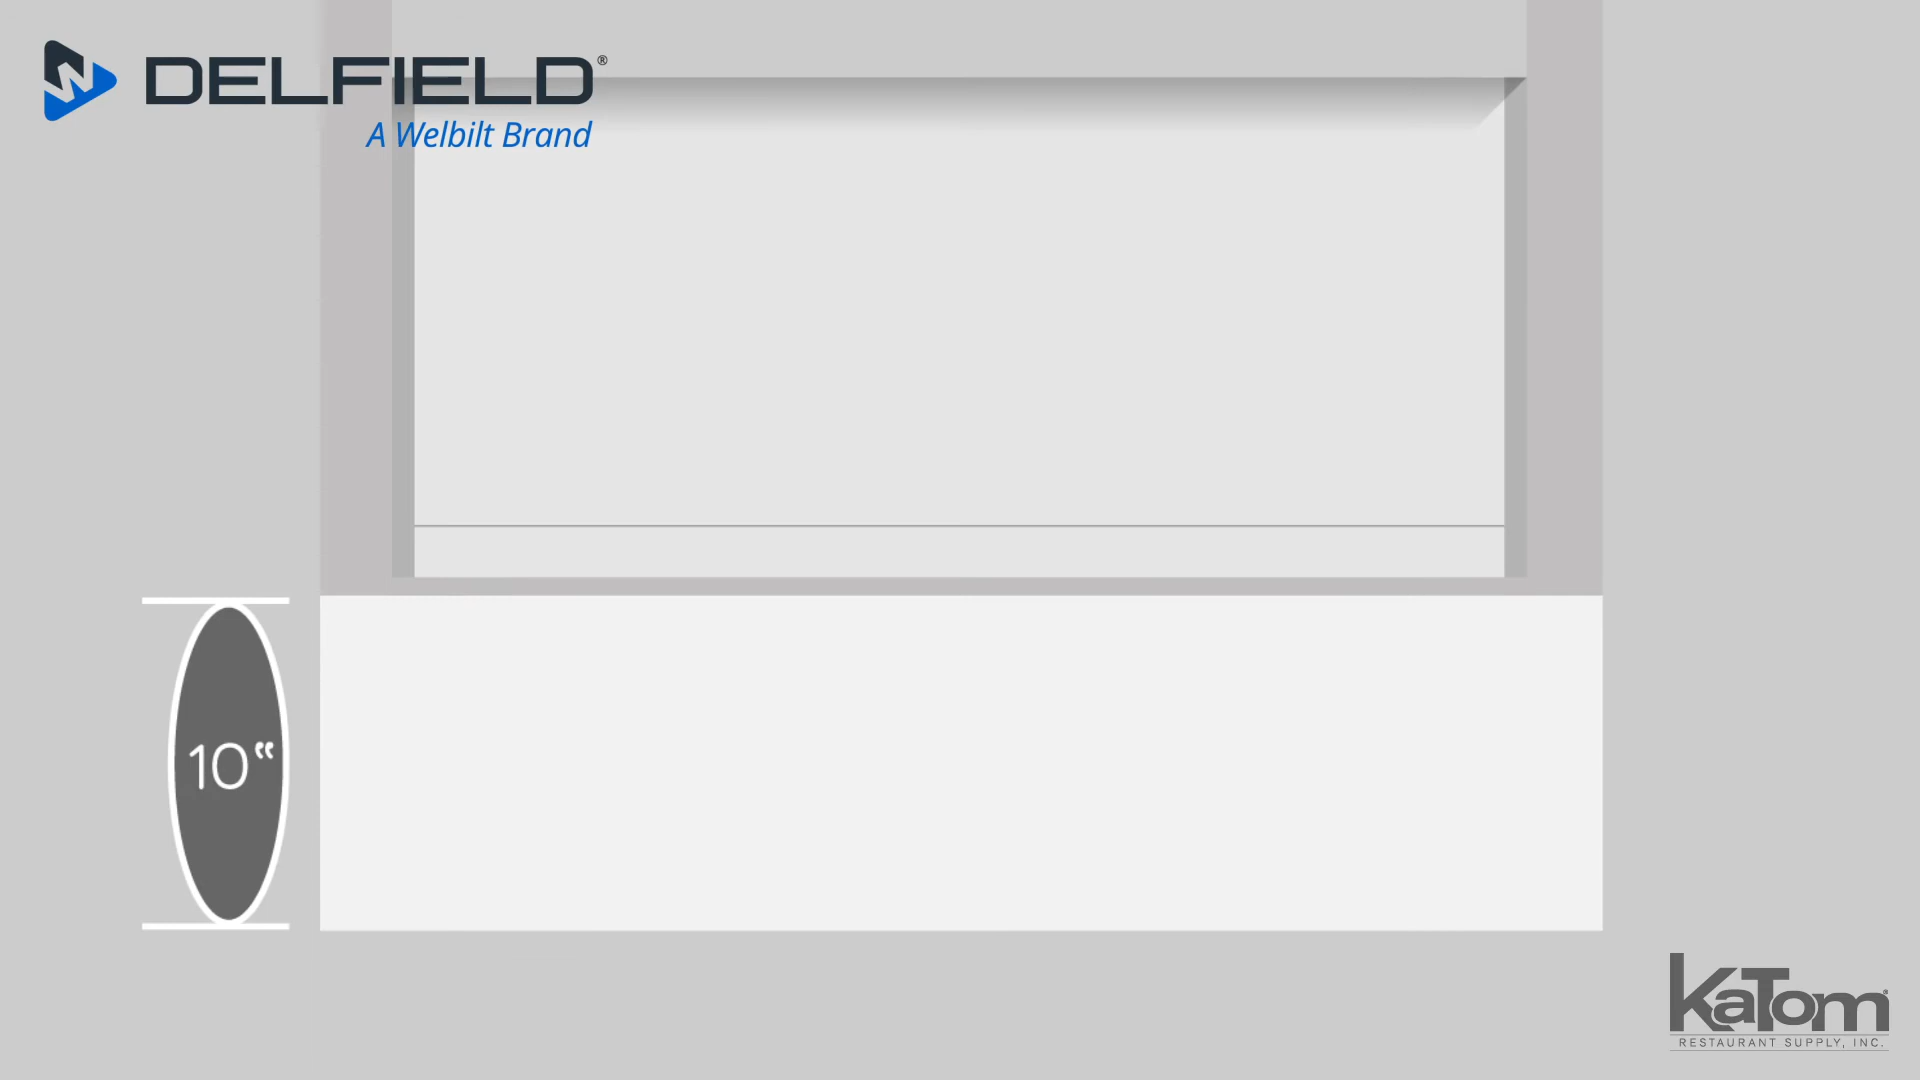 DELFIELD®
A Welbilt Brand
10“
KaTom®
RESTAURANT SUPPLY, INC.